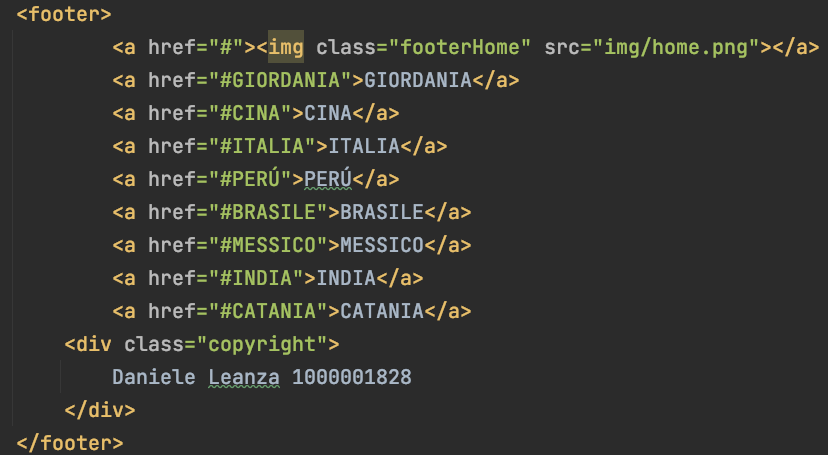 <footer>
<a href="#"><img class="footerHome" src="img/home.png"></a>
<a href="#GIORDANIA">GIORDANIA</a>
<a href="#CINA">CINA</a>
<a href="#ITALIA">ITALIA</a>
<a href="#PERÚ">PERÚ</a>
<a href="#BRASILE">BRASILE</a>
<a href="#MESSICO">MESSICO</a>
<a href="#INDIA">INDIA</a>
<a href="#CATANIA">CATANIA</a>
<div class="copyright">
Daniele Leanza 1000001828
</div>
</footer>